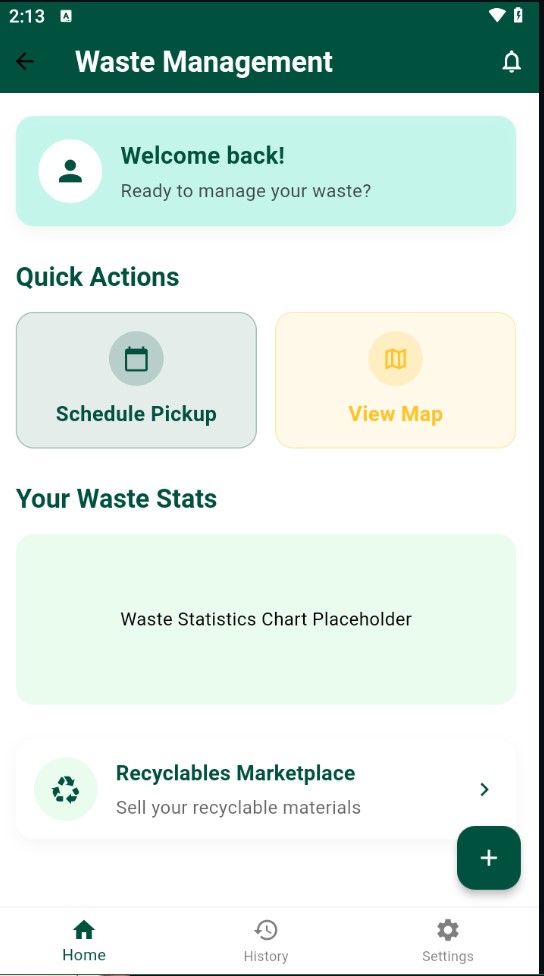 2:13
A
Waste Management
Welcome back!
Ready to manage your waste?
Quick Actions
Schedule Pickup
View Map
Your Waste Stats
Waste Statistics Chart Placeholder
Recyclables Marketplace
Sell your recyclable materials
+
Home
History
Settings